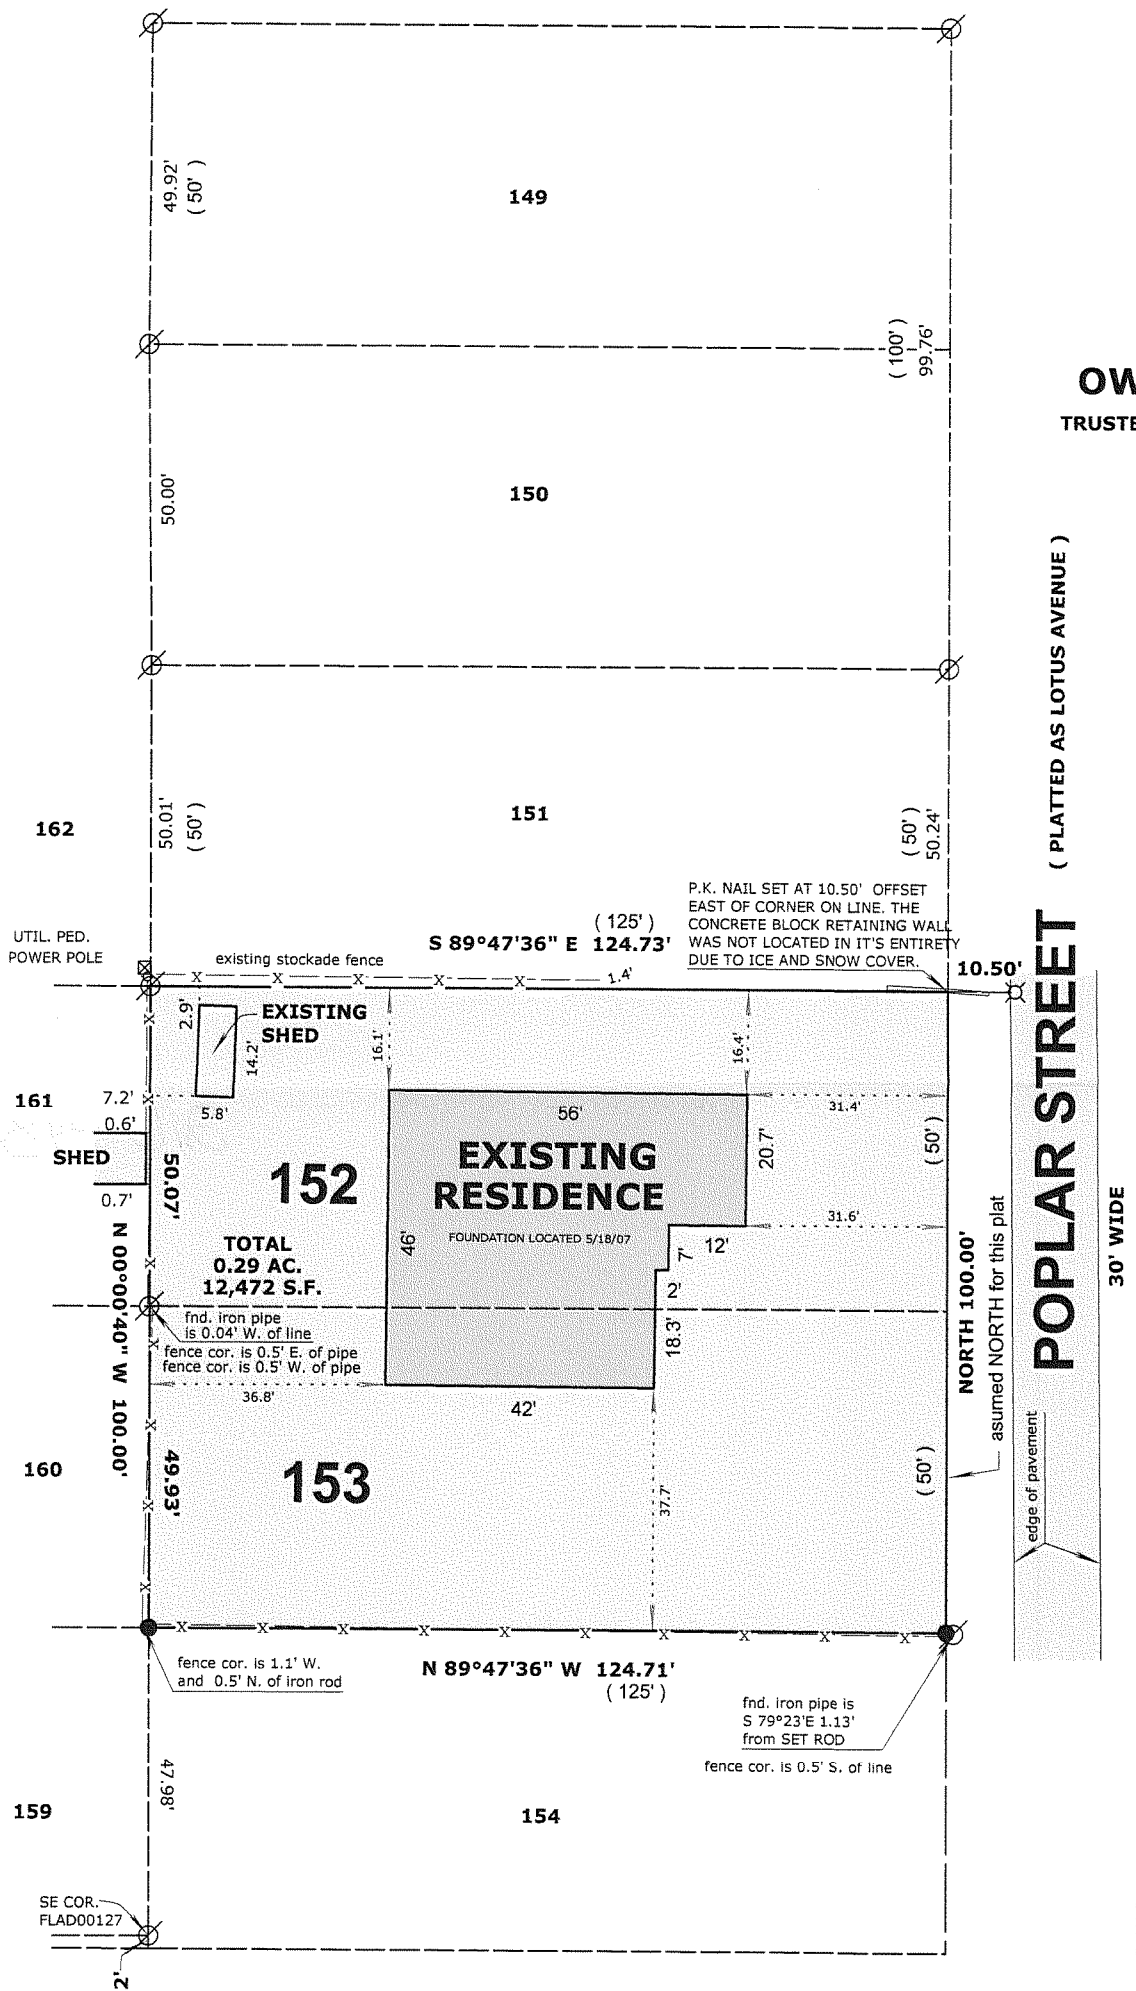 49.92'
( 50' )
149
( 100' )
99.76'
OW
TRUSTE
50.00'
150
( PLATTED AS LOTUS AVENUE )
162
50.01'
( 50' )
151
( 50' )
50.24'
P.K. NAIL SET AT 10.50' OFFSET
EAST OF CORNER ON LINE. THE
CONCRETE BLOCK RETAINING WALL
WAS NOT LOCATED IN IT'S ENTIRETY
DUE TO ICE AND SNOW COVER.
UTIL. PED.
POWER POLE
( 125' )
S 89°47'36" E 124.73'
existing stockade fence
X X X X
1.4'
10.50'
2.9'
EXISTING
SHED
14.2'
5.8'
7.2'
16.1'
16.4'
161
0.6'
SHED
0.7'
56'
31.4'
( 50' )
EXISTING
RESIDENCE
FOUNDATION LOCATED 5/18/07
20.7'
152
50.07'
N 00°00'40" W 100.00'
TOTAL
0.29 AC.
12,472 S.F.
46'
12'
7'
2'
18.3'
31.6'
NORTH 100.00'
asumed NORTH for this plat
POPLAR STREET
30' WIDE
fnd. iron pipe
is 0.04' W. of line
fence cor. is 0.5' E. of pipe
fence cor. is 0.5' W. of pipe
36.8'
42'
160
49.93'
153
37.7'
( 50' )
edge of pavement
X X X X X X X X X X
fence cor. is 1.1' W.
and 0.5' N. of iron rod
N 89°47'36" W 124.71'
( 125' )
fnd. iron pipe is
S 79°23'E 1.13'
from SET ROD
fence cor. is 0.5' S. of line
47.98'
159
154
SE COR.
FLAD00127
2'